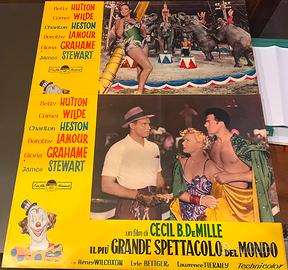 Betty HUTTON
Cornel WILDE
Charlton HESTON
Dorothy LAMOUR
Gloria GRAHAME
James STEWART
Betty HUTTON
Cornel WILDE
Charlton HESTON
Dorothy LAMOUR
Gloria GRAHAME
James STEWART
un film di CECIL B. DeMILLE
IL PIÙ GRANDE SPETTACOLO DEL MONDO
HENRY WILCOXON LYLE BETTGER LAWRENCE TIERNEY Technicolor